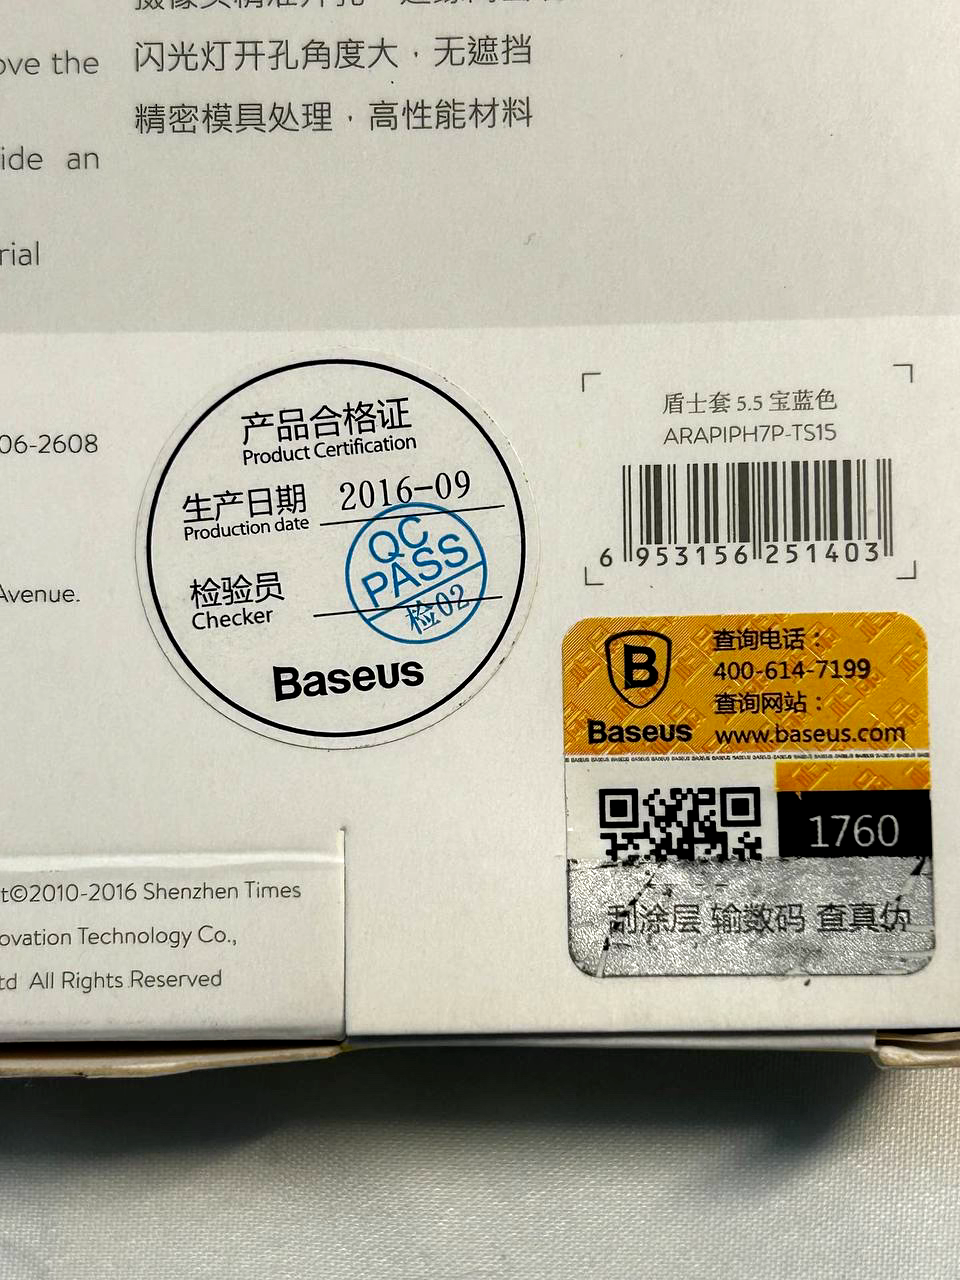 闪光灯开孔角度大，无遮挡
ove the
精密模具处理，高性能材料
ide an
rial
06-2608
Avenue.
产品合格证
Product Certification
生产日期
Production date
2016-09
QC
PASS
检02
检验员
Checker
Baseus
盾士套 5.5 宝蓝色
ARAPIPH7P-TS15
6 953156 251403
B
Baseus
查询电话：
400-614-7199
查询网站：
www.baseus.com
1760
刮涂层 输数码 查真伪
t©2010-2016 Shenzhen Times
ovation Technology Co.,
td All Rights Reserved